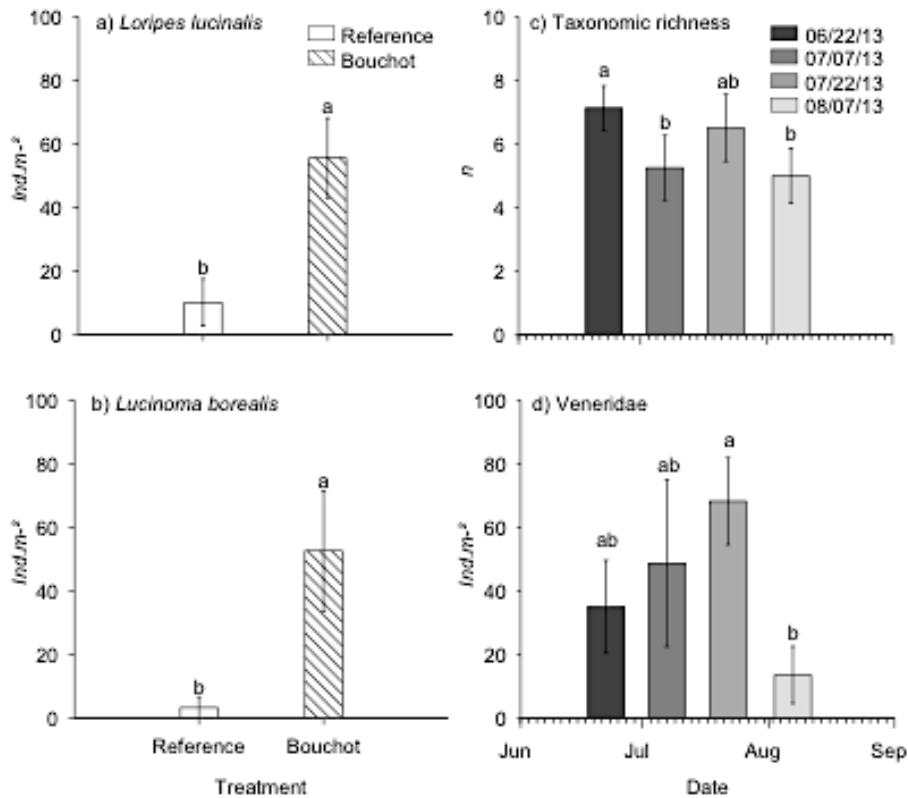 a) Loripes lucinalis
Reference
Bouchot
100
80
60
40
20
0
Ind.m-²
b
a
c) Taxonomic richness
06/22/13
07/07/13
07/22/13
08/07/13
10
8
6
4
2
0
n
a
b
ab
b
b) Lucinoma borealis
100
80
60
40
20
0
Ind.m-²
b
a
Reference Bouchot
Treatment
d) Veneridae
100
80
60
40
20
0
Ind.m-²
ab
ab
a
b
Jun Jul Aug Sep
Date